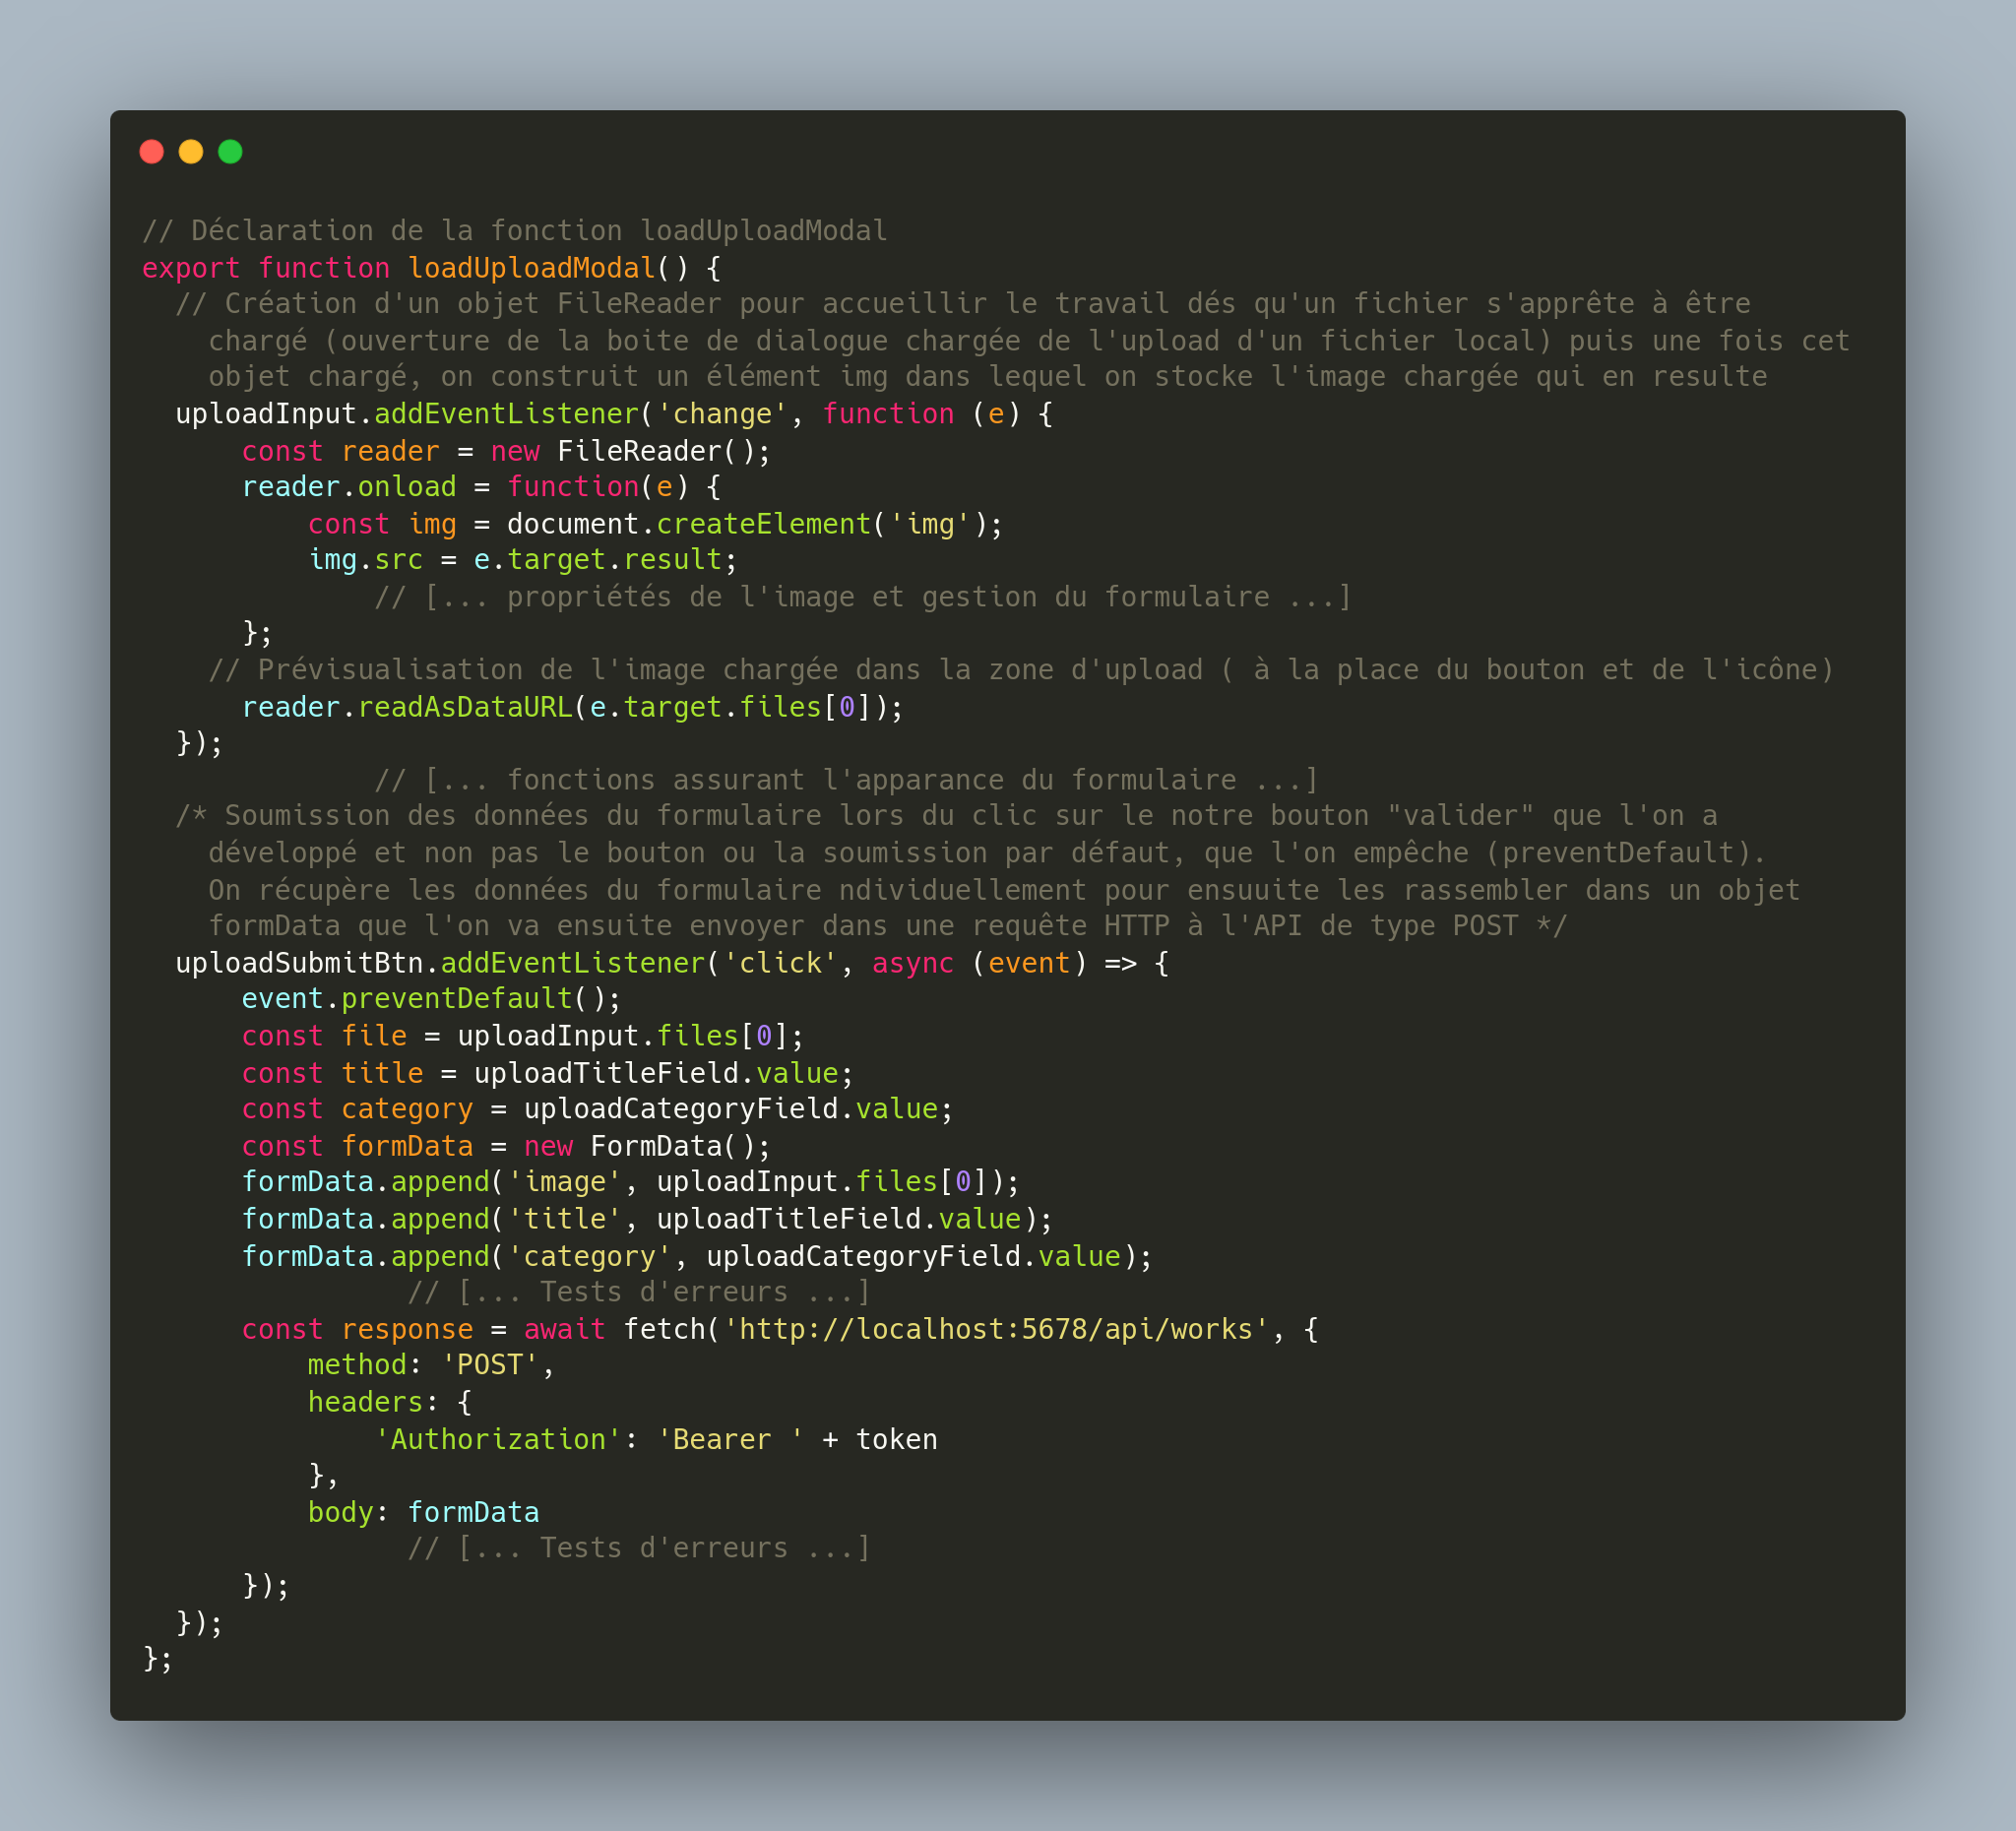 // Déclaration de la fonction loadUploadModal
export function loadUploadModal() {
  // Création d'un objet FileReader pour accueillir le travail dés qu'un fichier s'apprête à être
    chargé (ouverture de la boite de dialogue chargée de l'upload d'un fichier local) puis une fois cet
    objet chargé, on construit un élément img dans lequel on stocke l'image chargée qui en resulte
  uploadInput.addEventListener('change', function (e) {
      const reader = new FileReader();
      reader.onload = function(e) {
          const img = document.createElement('img');
          img.src = e.target.result;
              // [... propriétés de l'image et gestion du formulaire ...]
      };
    // Prévisualisation de l'image chargée dans la zone d'upload ( à la place du bouton et de l'icône)
      reader.readAsDataURL(e.target.files[0]);
  });
              // [... fonctions assurant l'apparance du formulaire ...]
  /* Soumission des données du formulaire lors du clic sur le notre bouton "valider" que l'on a
    développé et non pas le bouton ou la soumission par défaut, que l'on empêche (preventDefault).
    On récupère les données du formulaire ndividuellement pour ensuuite les rassembler dans un objet
    formData que l'on va ensuite envoyer dans une requête HTTP à l'API de type POST */
  uploadSubmitBtn.addEventListener('click', async (event) => {
      event.preventDefault();
      const file = uploadInput.files[0];
      const title = uploadTitleField.value;
      const category = uploadCategoryField.value;
      const formData = new FormData();
      formData.append('image', uploadInput.files[0]);
      formData.append('title', uploadTitleField.value);
      formData.append('category', uploadCategoryField.value);
                // [... Tests d'erreurs ...]
      const response = await fetch('http://localhost:5678/api/works', {
          method: 'POST',
          headers: {
              'Authorization': 'Bearer ' + token
          },
          body: formData
                // [... Tests d'erreurs ...]
      });
  });
};